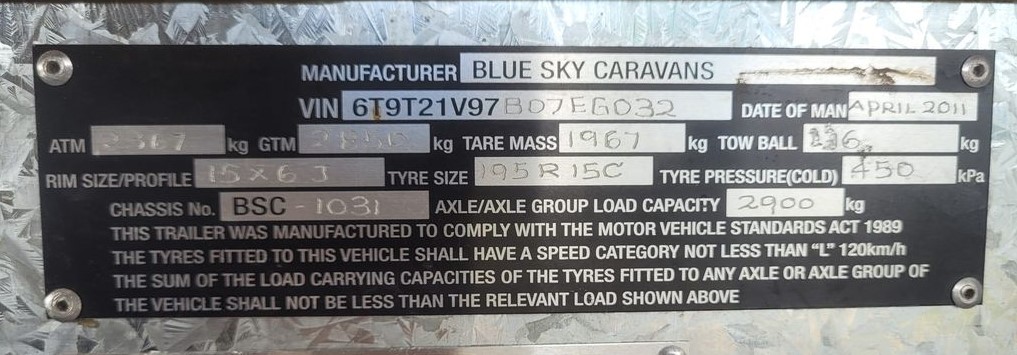 MANUFACTURER BLUE SKY CARAVANS
VIN 6T9T21V97B07EG032 DATE OF MAN APRIL 2011
ATM 2367 kg GTM kg TARE MASS 1967 kg TOW BALL kg
RIM SIZE/PROFILE 15 X 6 J TYRE SIZE 195 R 15C TYRE PRESSURE(COLD) 450 kPa
CHASSIS No. BSC - 1031 AXLE/AXLE GROUP LOAD CAPACITY 2900 kg
THIS TRAILER WAS MANUFACTURED TO COMPLY WITH THE MOTOR VEHICLE STANDARDS ACT 1989
THE TYRES FITTED TO THIS VEHICLE SHALL HAVE A SPEED CATEGORY NOT LESS THAN "L" 120km/h
THE SUM OF THE LOAD CARRYING CAPACITIES OF THE TYRES FITTED TO ANY AXLE OR AXLE GROUP OF
THE VEHICLE SHALL NOT BE LESS THAN THE RELEVANT LOAD SHOWN ABOVE